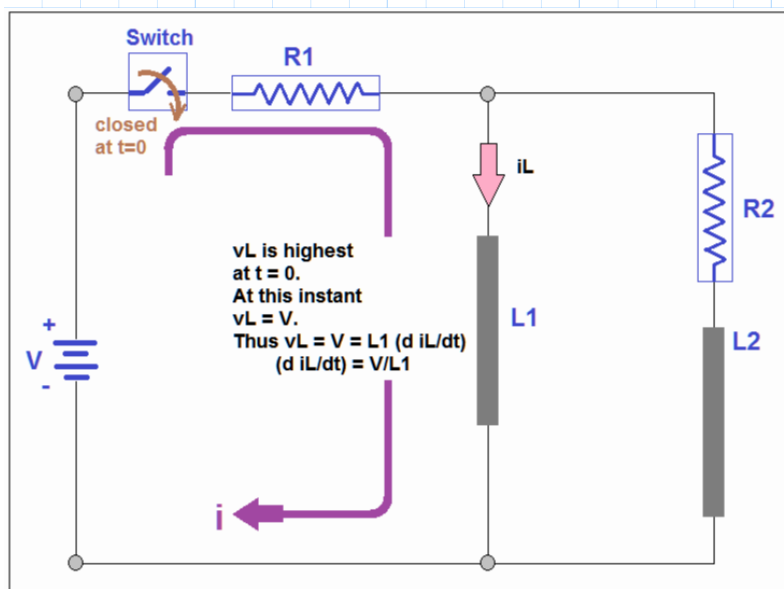 Switch
R1
closed
at t=0
iL
R2
vL is highest
at t = 0.
At this instant
vL = V.
Thus vL = V = L1 (d iL/dt)
(d iL/dt) = V/L1
L1
L2
+
V
-
i